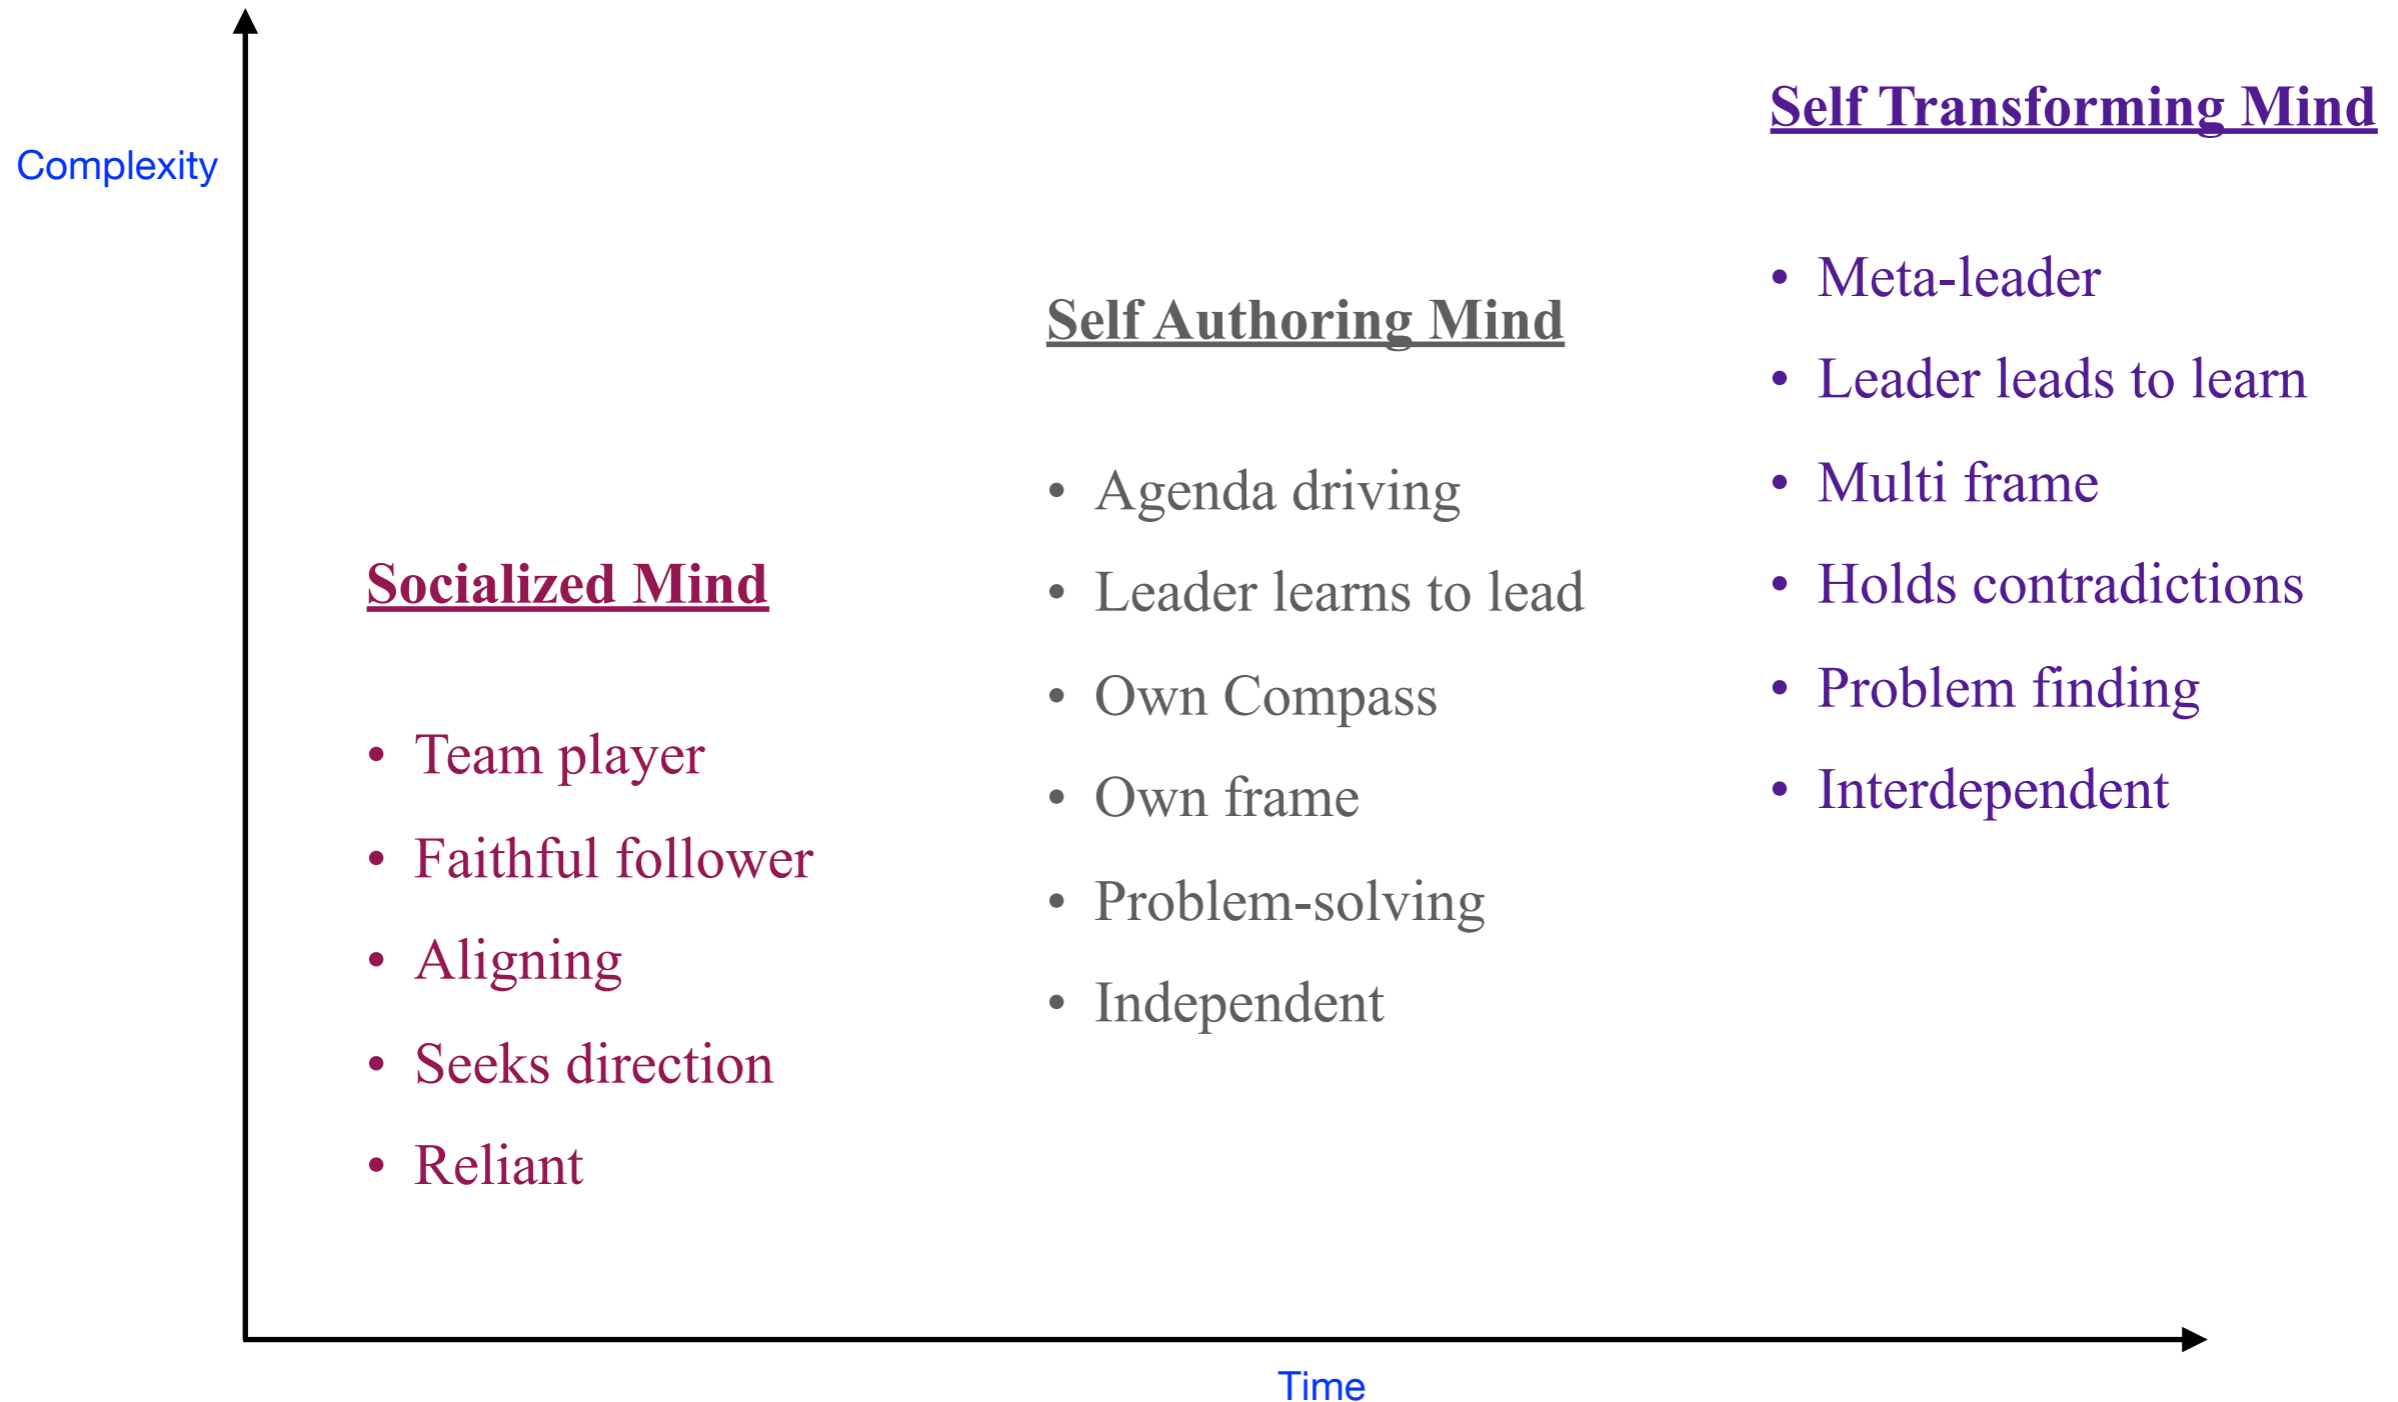 Complexity
Socialized Mind
• Team player
• Faithful follower
• Aligning
• Seeks direction
• Reliant
Self Authoring Mind
• Agenda driving
• Leader learns to lead
• Own Compass
• Own frame
• Problem-solving
• Independent
Self Transforming Mind
• Meta-leader
• Leader leads to learn
• Multi frame
• Holds contradictions
• Problem finding
• Interdependent
Time